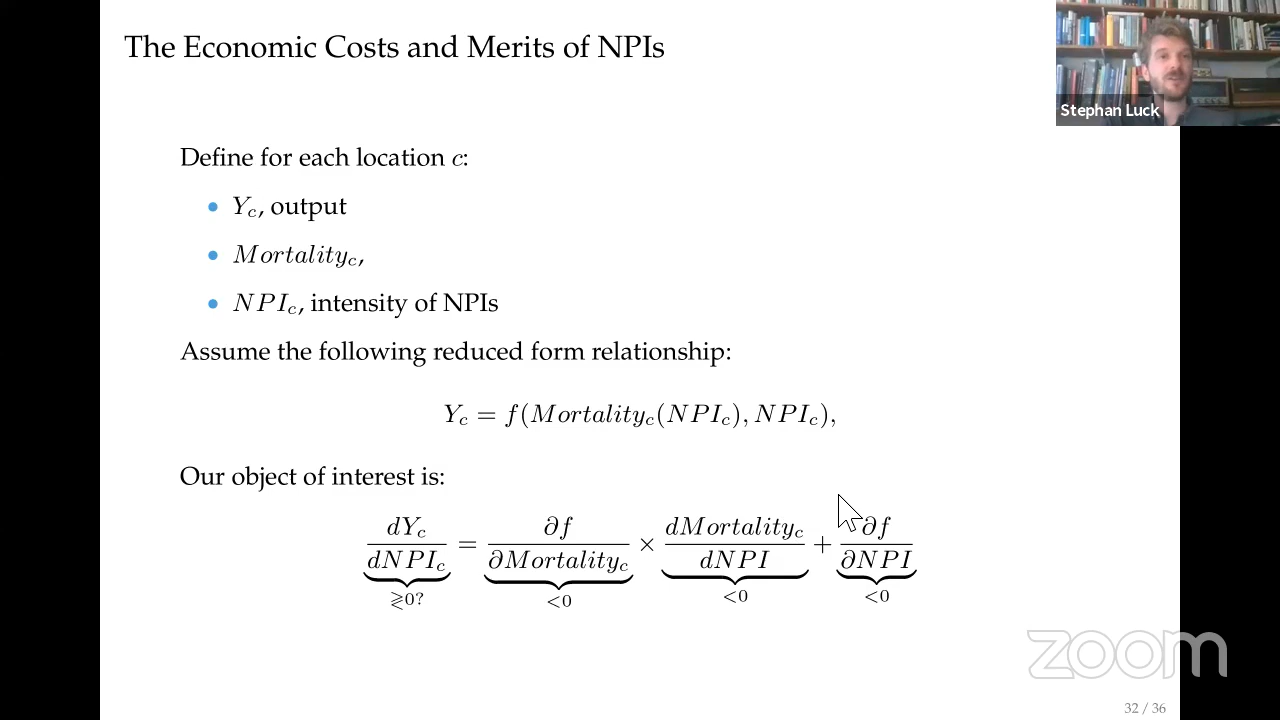 The Economic Costs and Merits of NPIs
Stephan Luck
Define for each location c:
• Y_c, output
• Mortality_c,
• NPI_c, intensity of NPIs
Assume the following reduced form relationship:
Y_c = f(Mortality_c(NPI_c), NPI_c),
Our object of interest is:
dY_c/dNPI_c = ∂f/∂Mortality_c × dMortality_c/dNPI + ∂f/∂NPI
⋛0? <0 <0 <0
zoom
32 / 36